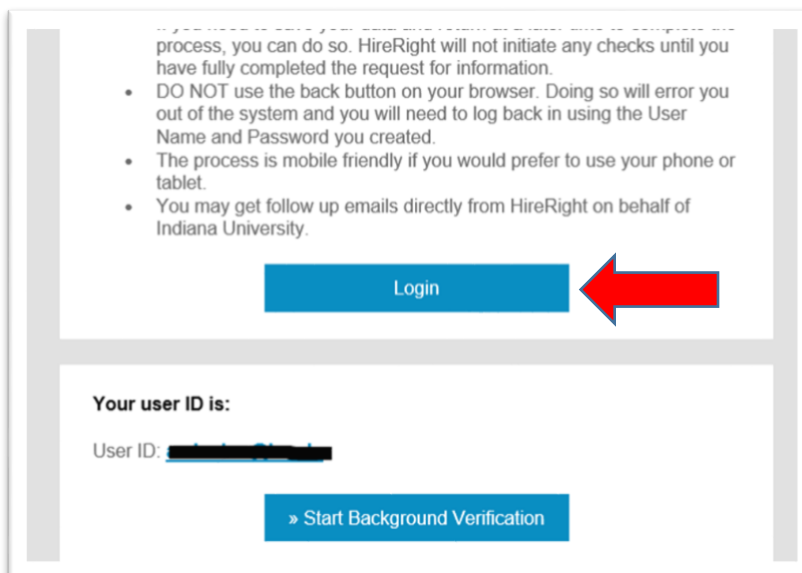 process, you can do so. HireRight will not initiate any checks until you
have fully completed the request for information.
• DO NOT use the back button on your browser. Doing so will error you
out of the system and you will need to log back in using the User
Name and Password you created.
• The process is mobile friendly if you would prefer to use your phone or
tablet.
• You may get follow up emails directly from HireRight on behalf of
Indiana University.
Login
Your user ID is:
User ID:
» Start Background Verification